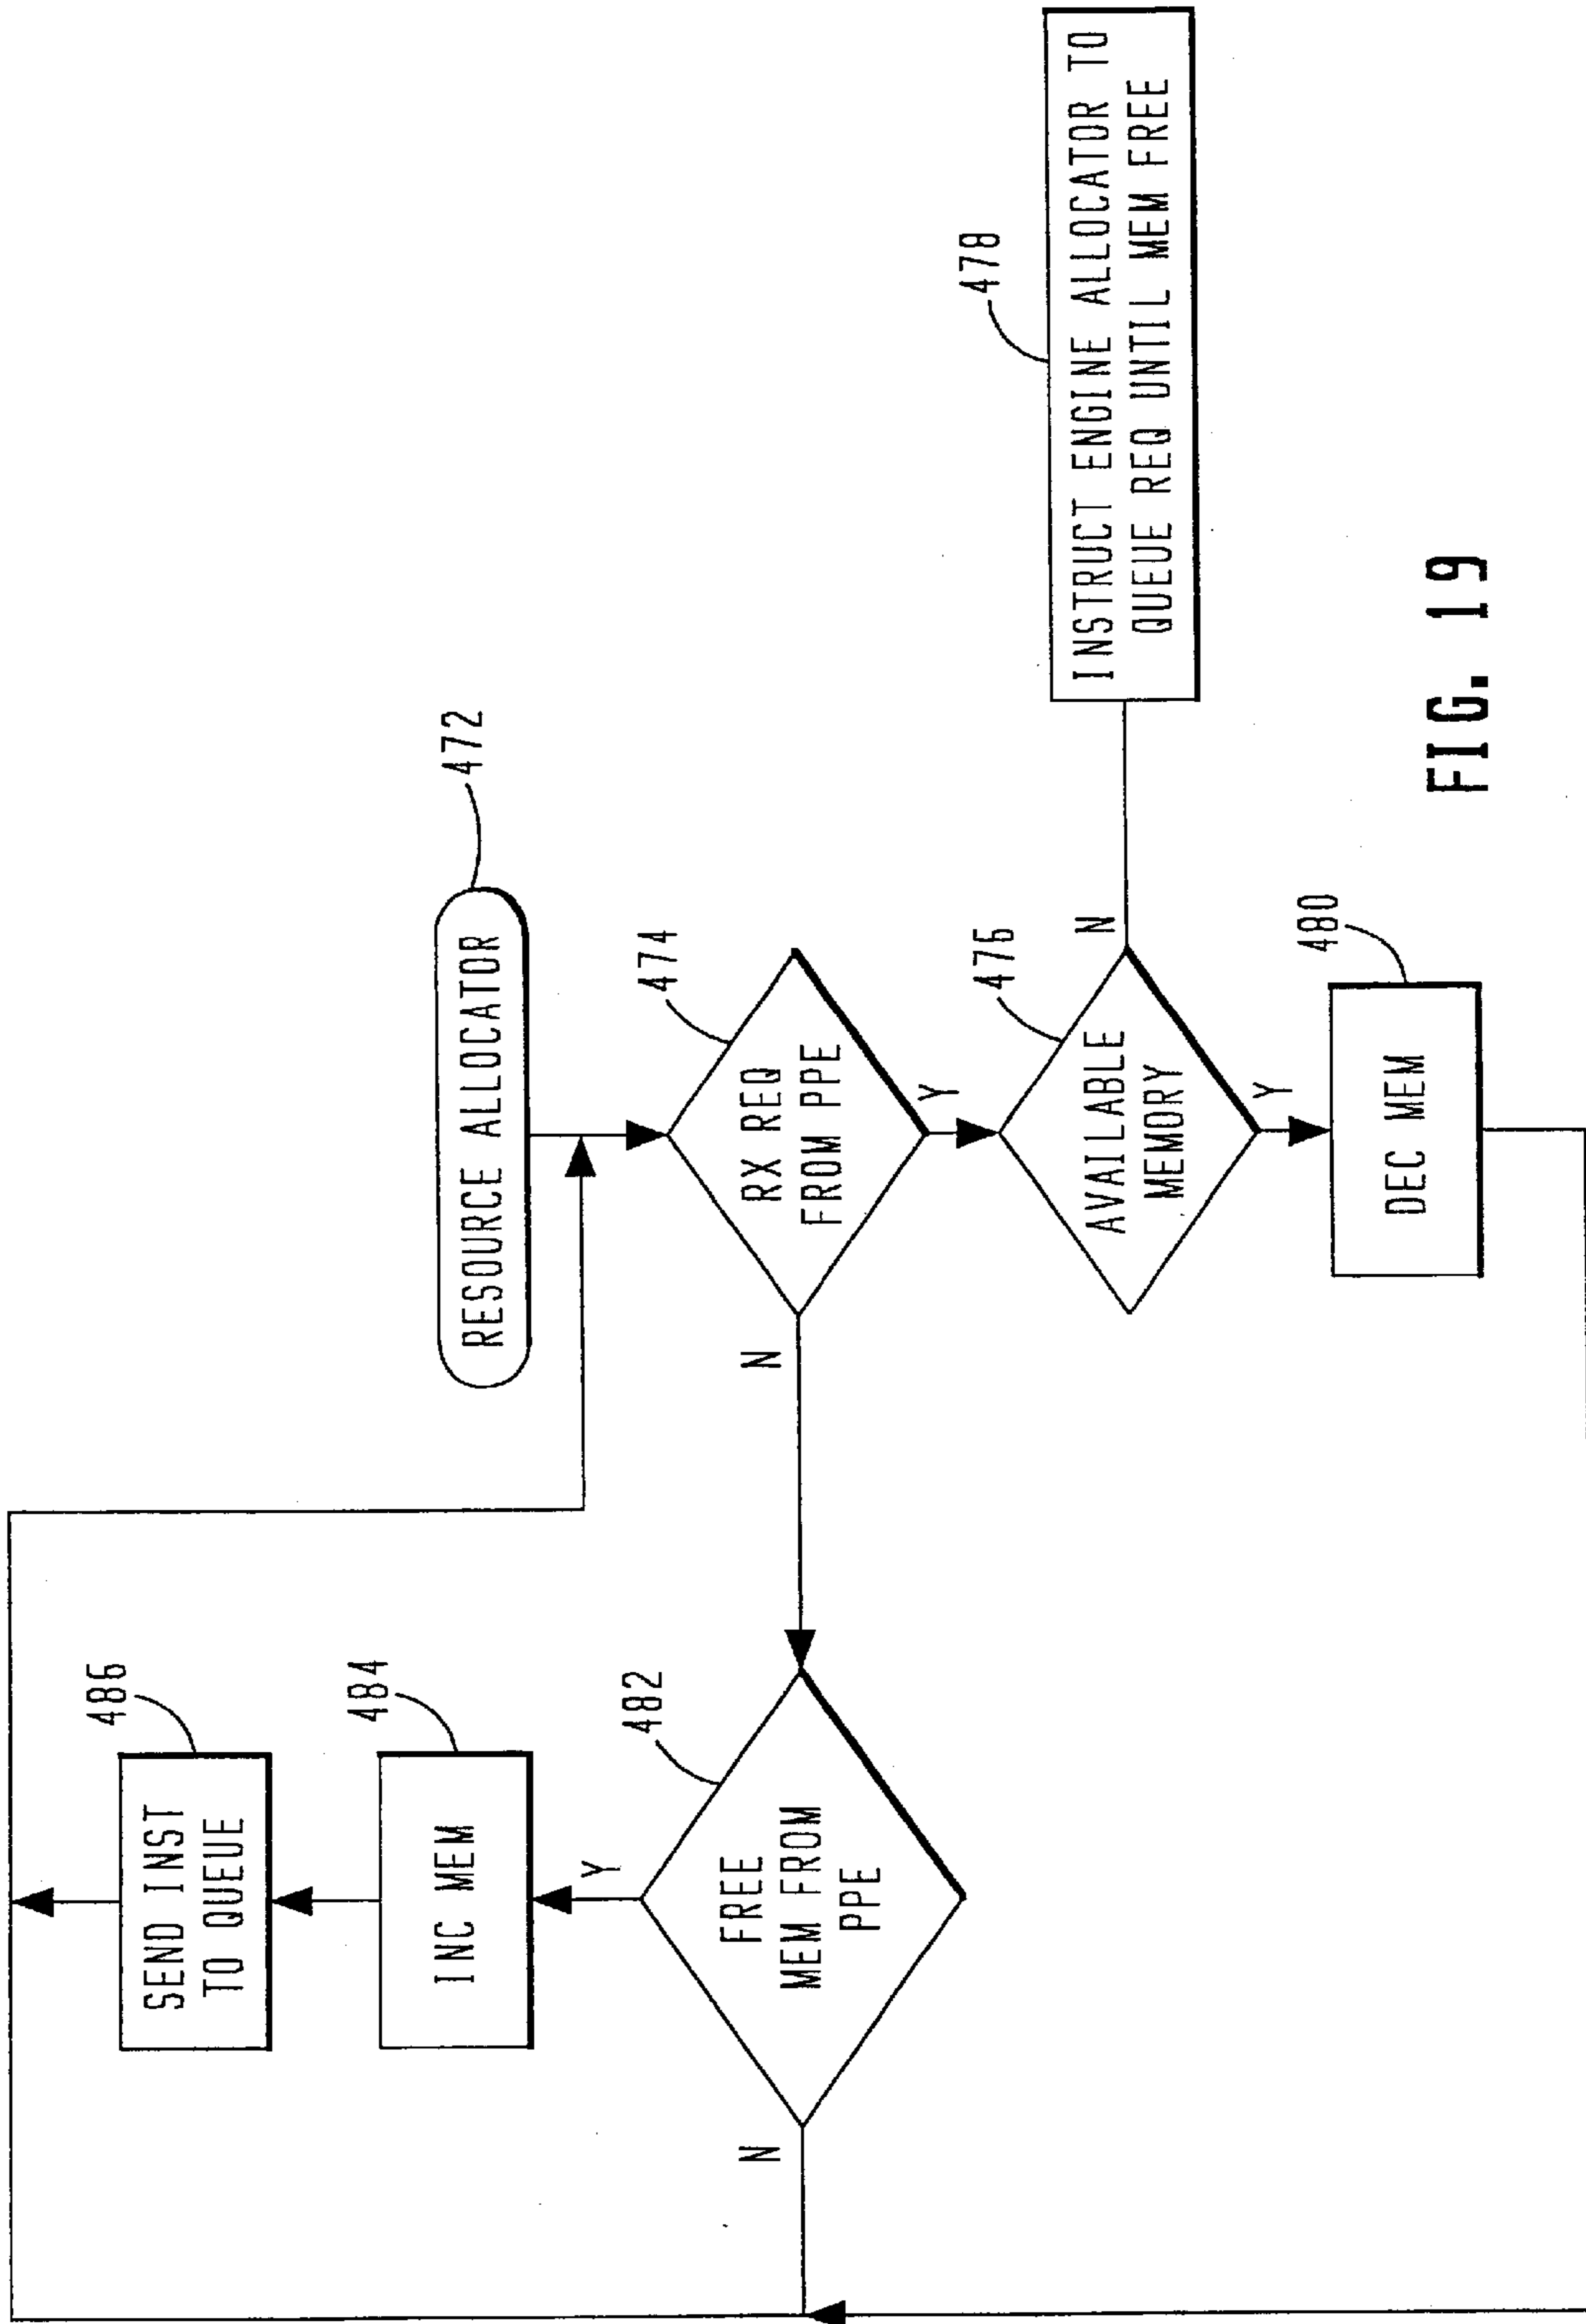 RESOURCE ALLOCATOR
472
RX REQ
FROM PPE
474
N
Y
AVAILABLE
MEMORY
476
N
Y
INSTRUCT ENGINE ALLOCATOR TO
QUEUE REQ UNTIL MEM FREE
478
DEC MEM
480
FREE
MEM FROM
PPE
482
N
Y
INC MEM
484
SEND INST
TO QUEUE
486
FIG. 19